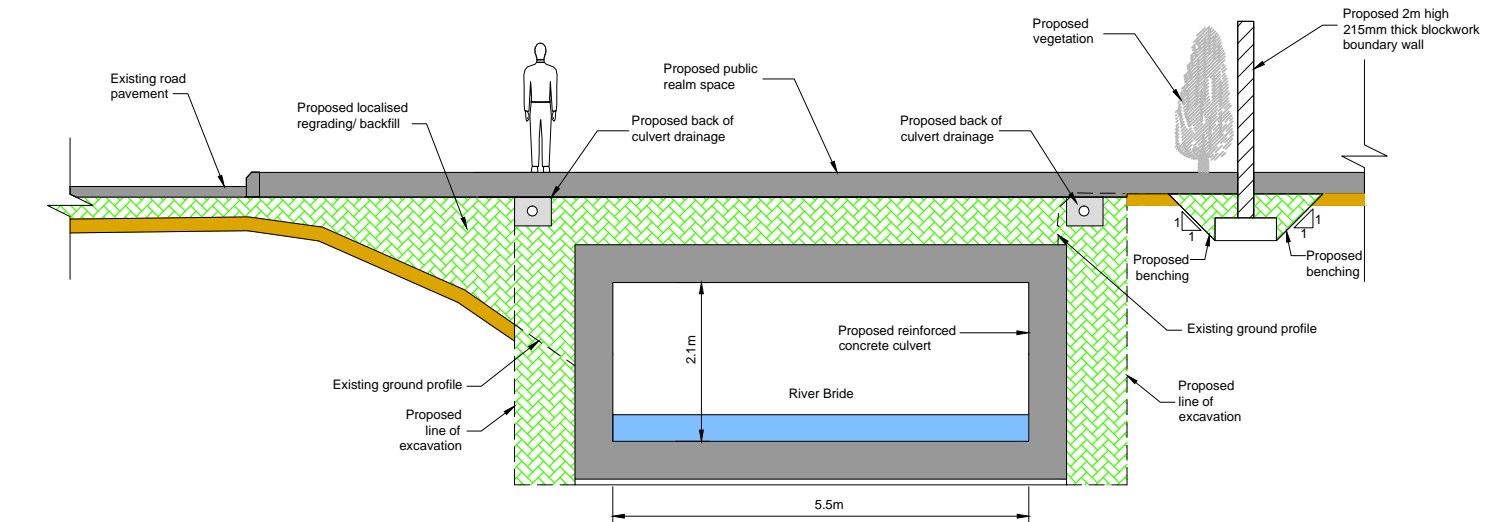 Existing road
pavement
Proposed localised
regrading/ backfill
Proposed back of
culvert drainage
Proposed public
realm space
Proposed back of
culvert drainage
Proposed
vegetation
Proposed 2m high
215mm thick blockwork
boundary wall
1
1
1
1
Proposed
benching
Proposed
benching
Existing ground profile
Proposed reinforced
concrete culvert
2.1m
River Bride
Existing ground profile
Proposed
line of
excavation
Proposed
line of
excavation
5.5m